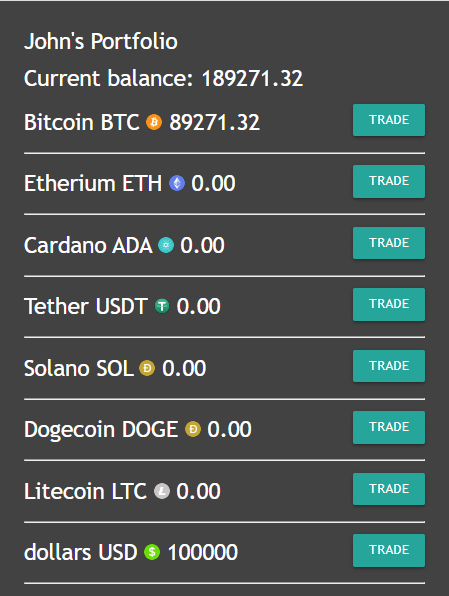 John's Portfolio
Current balance: 189271.32
Bitcoin BTC 89271.32 TRADE
Etherium ETH 0.00 TRADE
Cardano ADA 0.00 TRADE
Tether USDT 0.00 TRADE
Solano SOL 0.00 TRADE
Dogecoin DOGE 0.00 TRADE
Litecoin LTC 0.00 TRADE
dollars USD 100000 TRADE